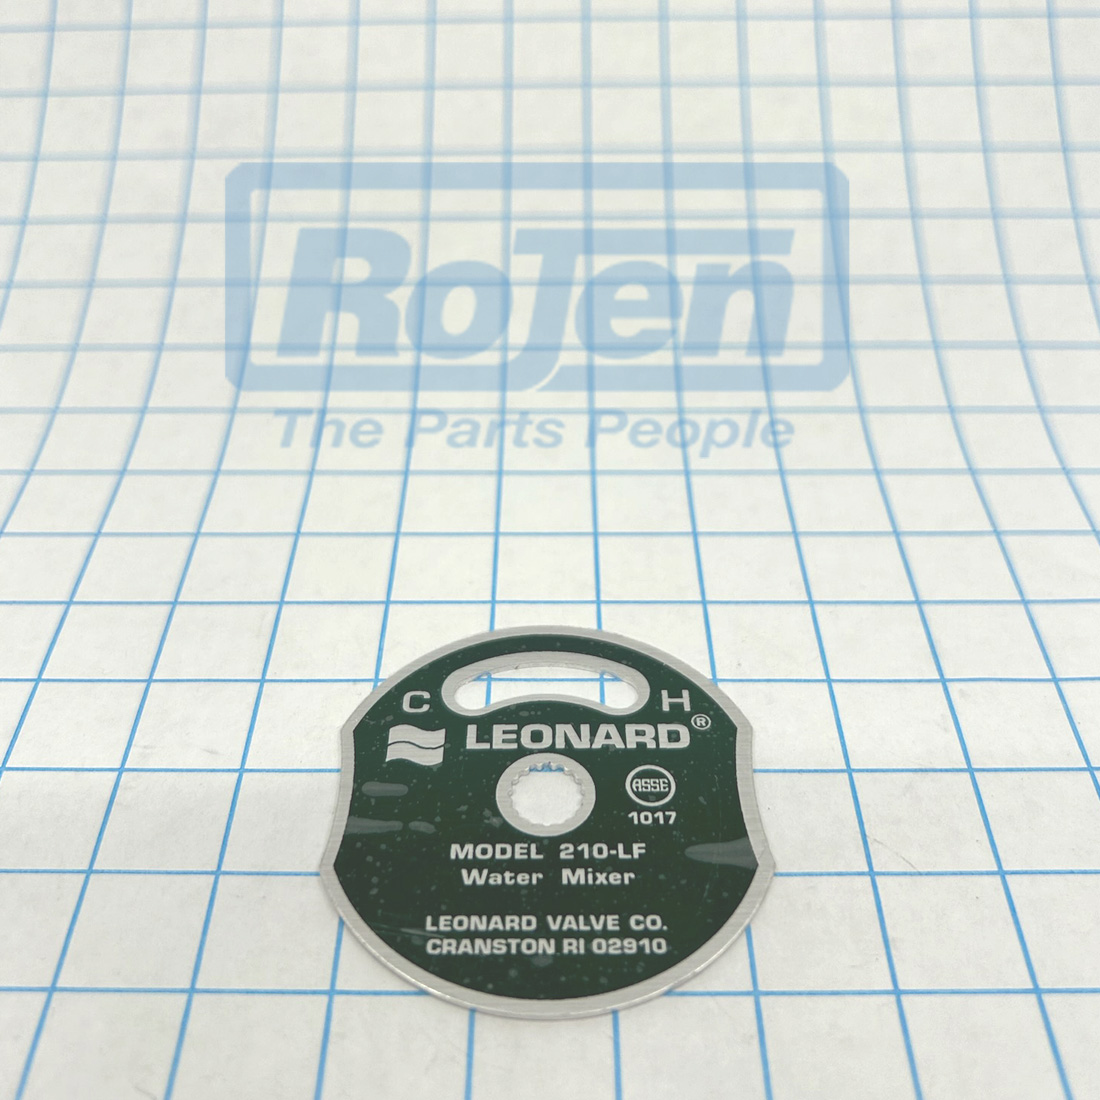 RoJen
The Parts People
C H
LEONARD®
ASSE
1017
MODEL 210-LF
Water Mixer
LEONARD VALVE CO.
CRANSTON RI 02910